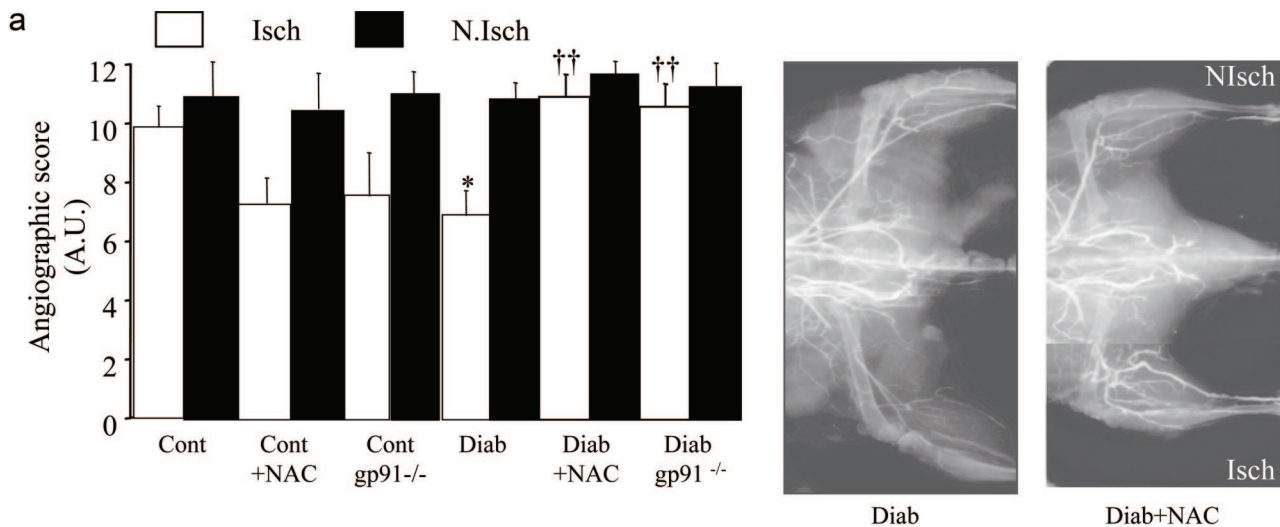 a
Isch N.Isch
Angiographic score
(A.U.)
12
10
8
6
4
2
0
*
††
††
Cont
Cont
+NAC
Cont
gp91-/-
Diab
Diab
+NAC
Diab
gp91 -/-
NIsch
Isch
Diab
Diab+NAC